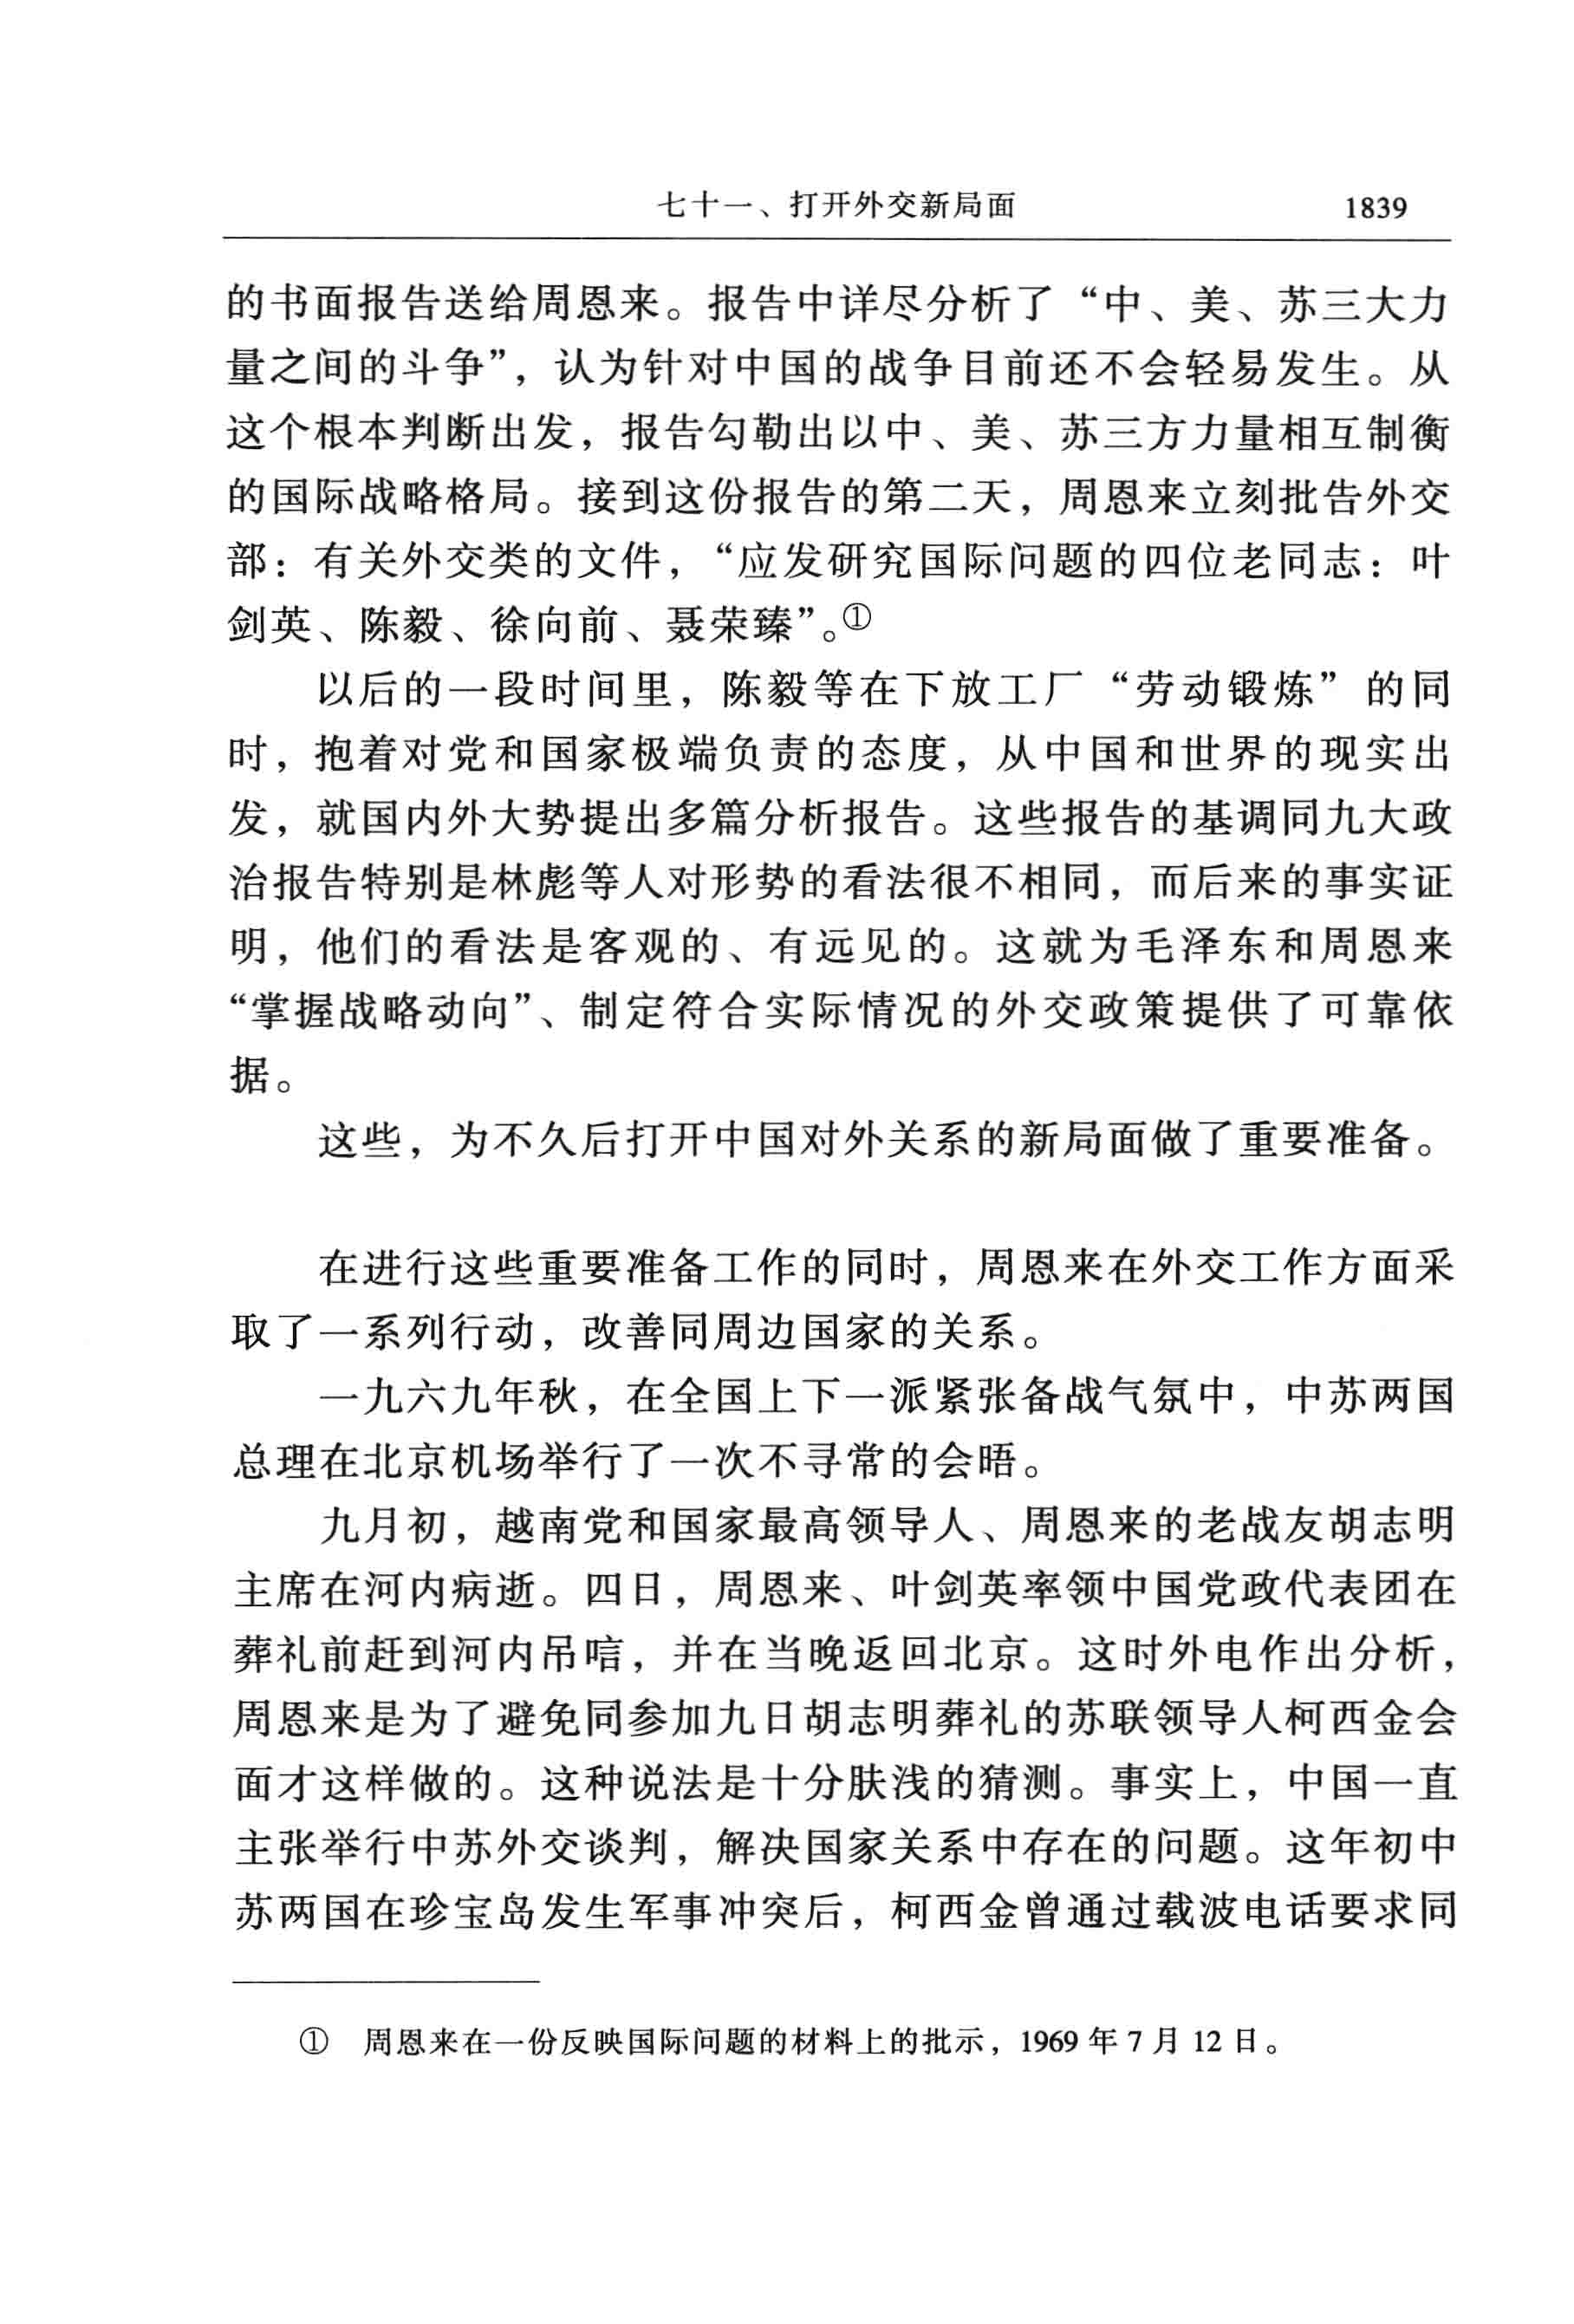 七十一、打开外交新局面 1839
的书面报告送给周恩来。报告中详尽分析了“中、美、苏三大力
量之间的斗争”，认为针对中国的战争目前还不会轻易发生。从
这个根本判断出发，报告勾勒出以中、美、苏三方力量相互制衡
的国际战略格局。接到这份报告的第二天，周恩来立刻批告外交
部：有关外交类的文件，“应发研究国际问题的四位老同志：叶
剑英、陈毅、徐向前、聂荣臻”。①
以后的一段时间里，陈毅等在下放工厂“劳动锻炼”的同
时，抱着对党和国家极端负责的态度，从中国和世界的现实出
发，就国内外大势提出多篇分析报告。这些报告的基调同九大政
治报告特别是林彪等人对形势的看法很不相同，而后来的事实证
明，他们的看法是客观的、有远见的。这就为毛泽东和周恩来
“掌握战略动向”、制定符合实际情况的外交政策提供了可靠依
据。
这些，为不久后打开中国对外关系的新局面做了重要准备。
在进行这些重要准备工作的同时，周恩来在外交工作方面采
取了一系列行动，改善同周边国家的关系。
一九六九年秋，在全国上下一派紧张备战气氛中，中苏两国
总理在北京机场举行了一次不寻常的会晤。
九月初，越南党和国家最高领导人、周恩来的老战友胡志明
主席在河内病逝。四日，周恩来、叶剑英率领中国党政代表团在
葬礼前赶到河内吊唁，并在当晚返回北京。这时外电作出分析，
周恩来是为了避免同参加九日胡志明葬礼的苏联领导人柯西金会
面才这样做的。这种说法是十分肤浅的猜测。事实上，中国一直
主张举行中苏外交谈判，解决国家关系中存在的问题。这年初中
苏两国在珍宝岛发生军事冲突后，柯西金曾通过载波电话要求同
① 周恩来在一份反映国际问题的材料上的批示，1969 年 7 月 12 日。